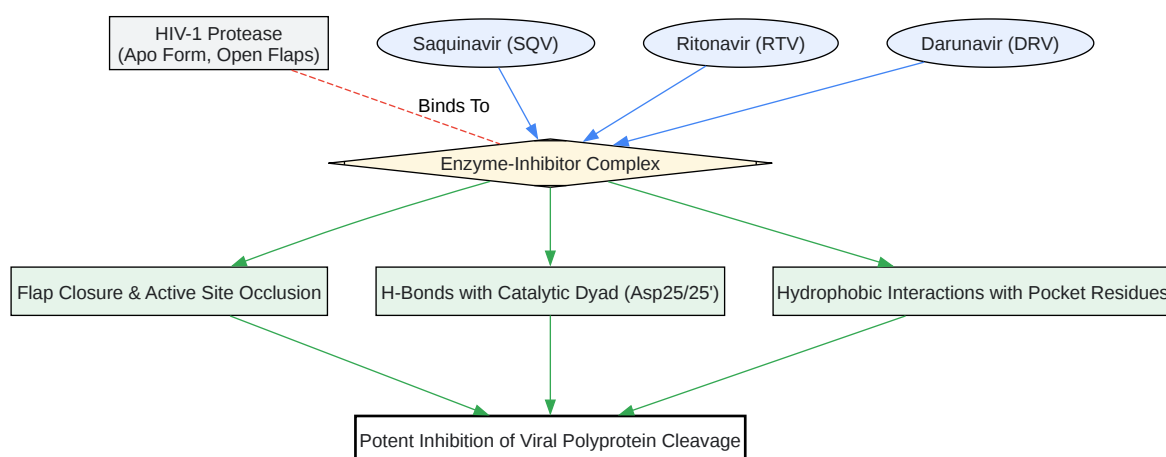 HIV-1 Protease
(Apo Form, Open Flaps)
Saquinavir (SQV)
Ritonavir (RTV)
Darunavir (DRV)
Binds To
Enzyme-Inhibitor Complex
Flap Closure & Active Site Occlusion
H-Bonds with Catalytic Dyad (Asp25/25')
Hydrophobic Interactions with Pocket Residues
Potent Inhibition of Viral Polyprotein Cleavage